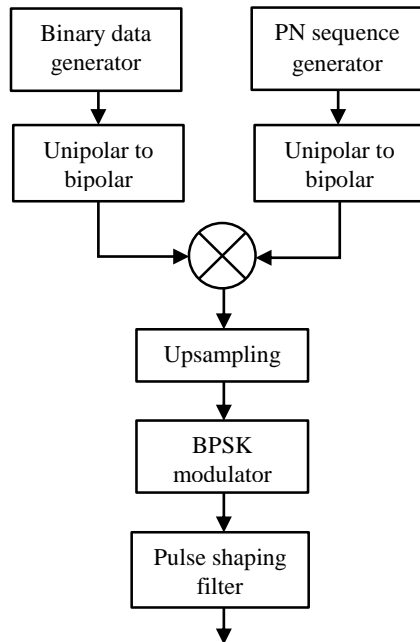 Binary data
generator
PN sequence
generator
Unipolar to
bipolar
Unipolar to
bipolar
Upsampling
BPSK
modulator
Pulse shaping
filter